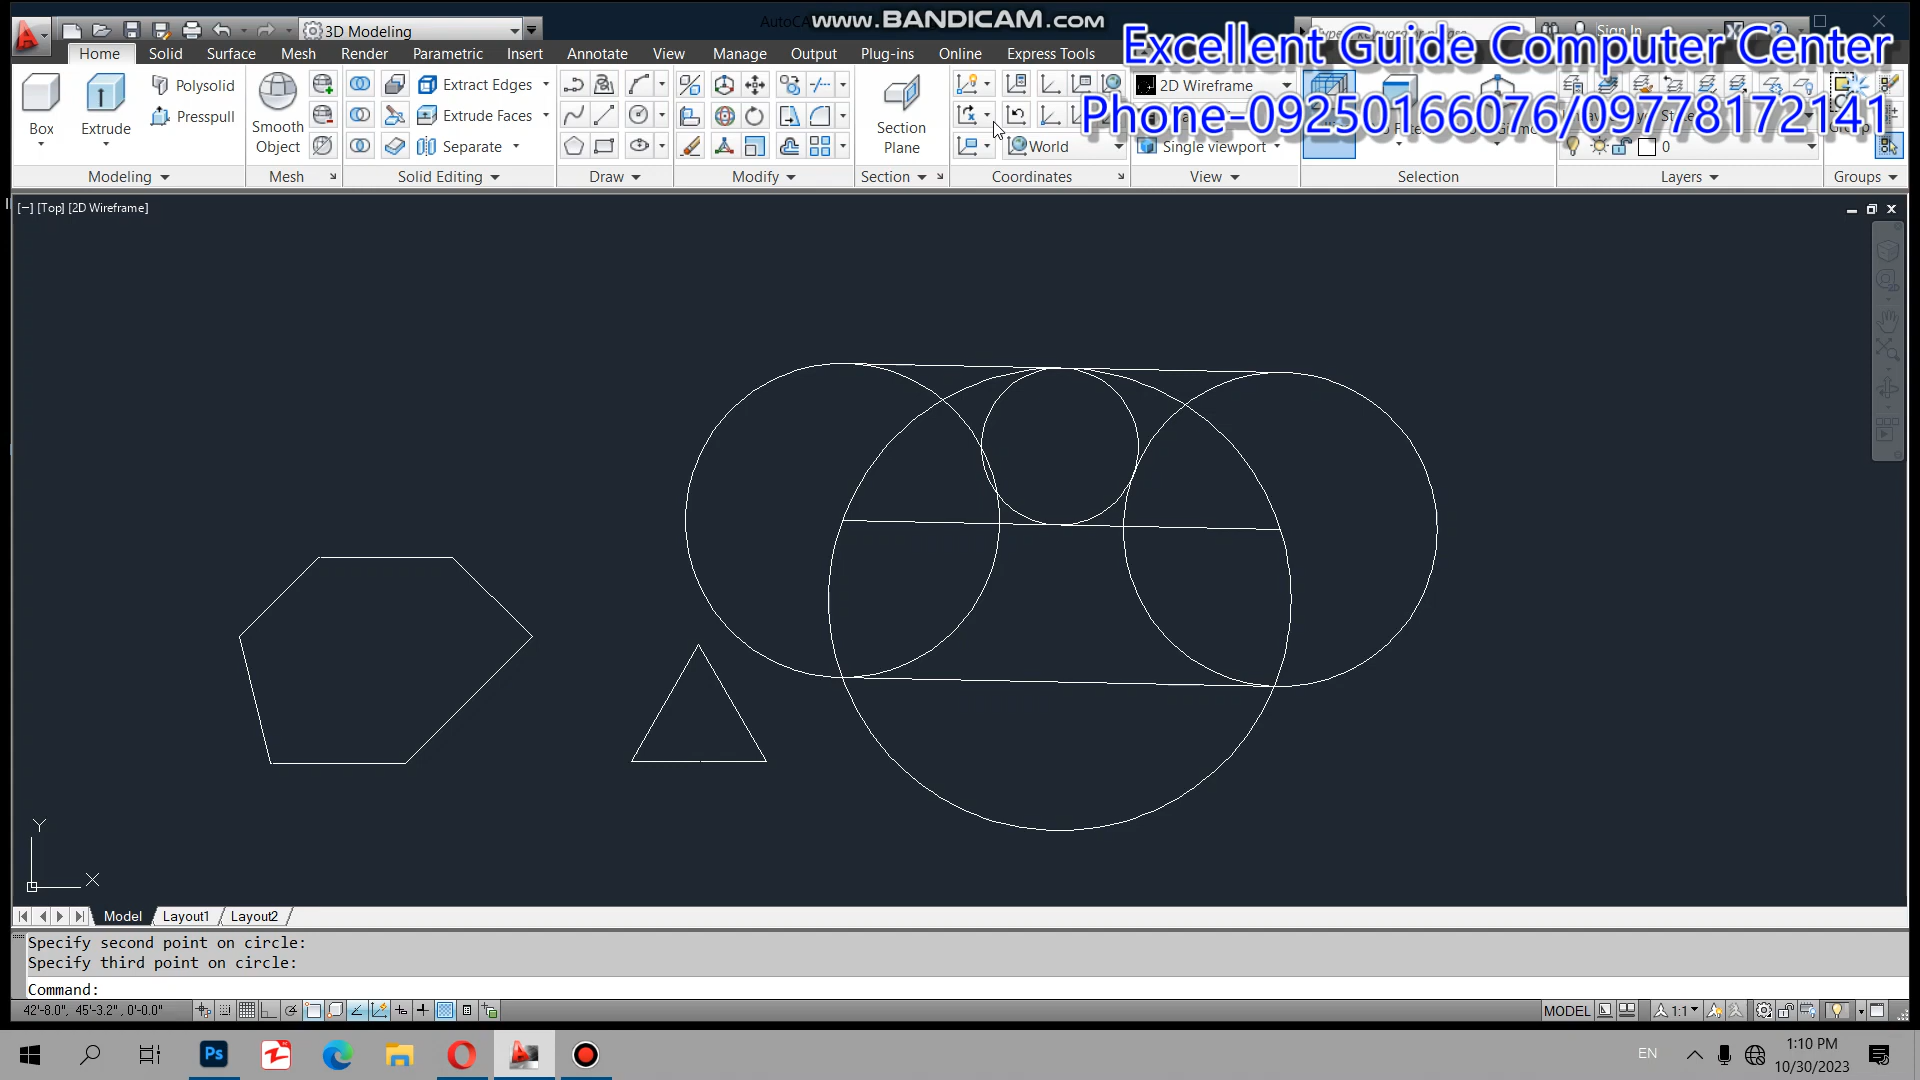 www.BANDICAM.com
3D Modeling
Sign In
Excellent Guide Computer Center
Home Solid Surface Mesh Render Parametric Insert Annotate View Manage Output Plug-ins Online Express Tools
Polysolid
Presspull
Box
Extrude
Smooth
Object
Extract Edges
Extrude Faces
Separate
Section
Plane
World
2D Wireframe
Phone-09250166076/09778172141
Single viewport
0
Modeling
Mesh
Solid Editing
Draw
Modify
Section
Coordinates
View
Selection
Layers
Groups
[−] [Top] [2D Wireframe]
Y
X
Model Layout1 Layout2
Specify second point on circle:
Specify third point on circle:
Command:
42'-8.0", 45'-3.2" , 0'-0.0"
MODEL
1:1
Ps
EN
1:10 PM
10/30/2023